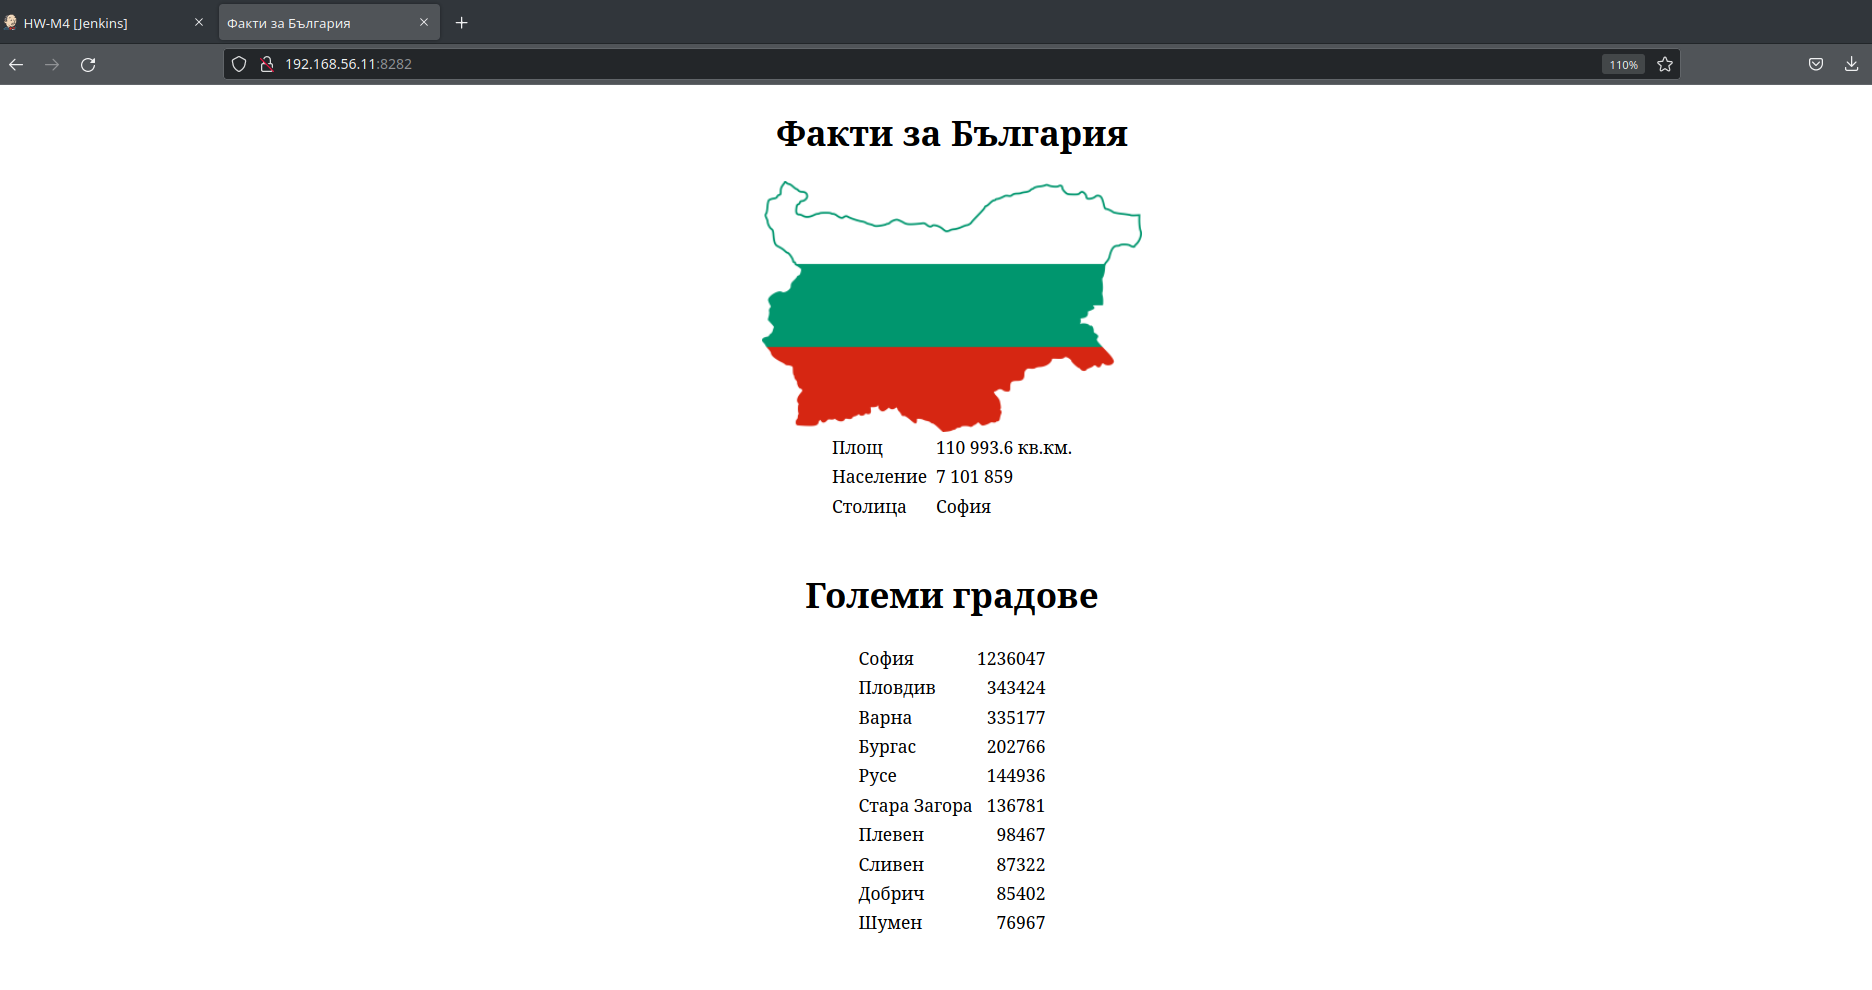 HW-M4 [Jenkins]
Факти за България
192.168.56.11:8282
110%
Факти за България
Площ 110 993.6 кв.км.
Население 7 101 859
Столица София
Големи градове
София 1236047
Пловдив 343424
Варна 335177
Бургас 202766
Русе 144936
Стара Загора 136781
Плевен 98467
Сливен 87322
Добрич 85402
Шумен 76967